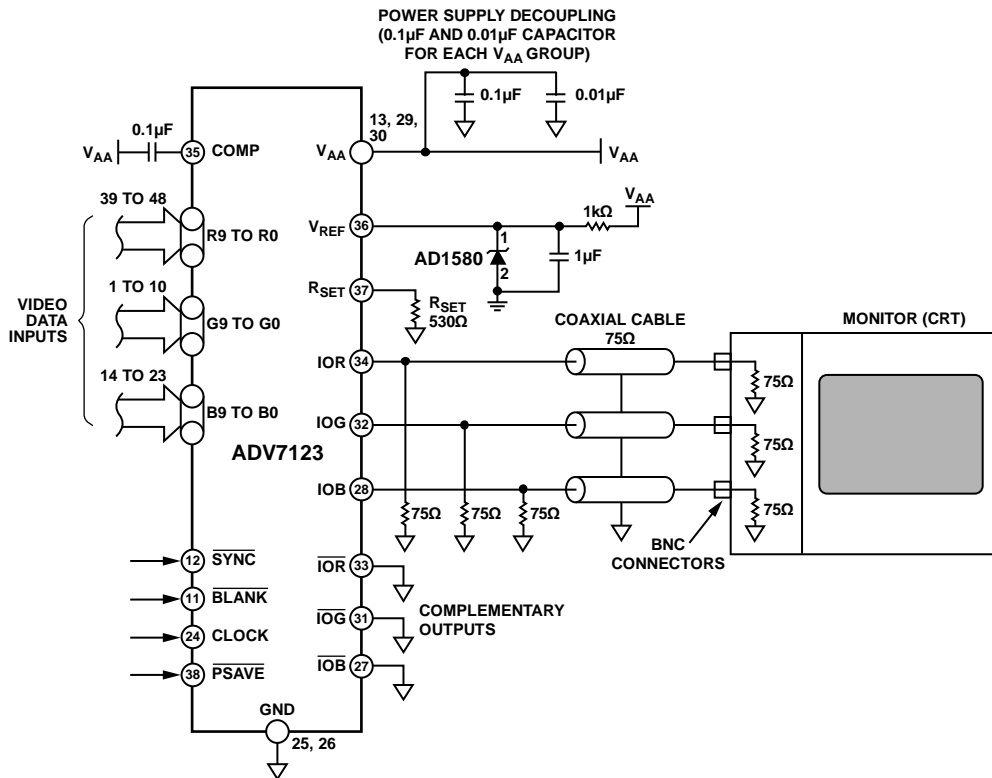 POWER SUPPLY DECOUPLING
(0.1µF AND 0.01µF CAPACITOR
FOR EACH VAA GROUP)
0.1µF
0.01µF
13, 29,
30
VAA
VAA
0.1µF
VAA
35
COMP
39 TO 48
R9 TO R0
1 TO 10
G9 TO G0
14 TO 23
B9 TO B0
VIDEO
DATA
INPUTS
ADV7123
VREF
36
VAA
1kΩ
AD1580
1
2
1µF
RSET
37
RSET
530Ω
COAXIAL CABLE
75Ω
MONITOR (CRT)
IOR
34
75Ω
IOG
32
75Ω
IOB
28
75Ω
75Ω
75Ω
75Ω
BNC
CONNECTORS
12
SYNC
11
BLANK
24
CLOCK
38
PSAVE
IOR
33
IOG
31
IOB
27
COMPLEMENTARY
OUTPUTS
GND
25, 26